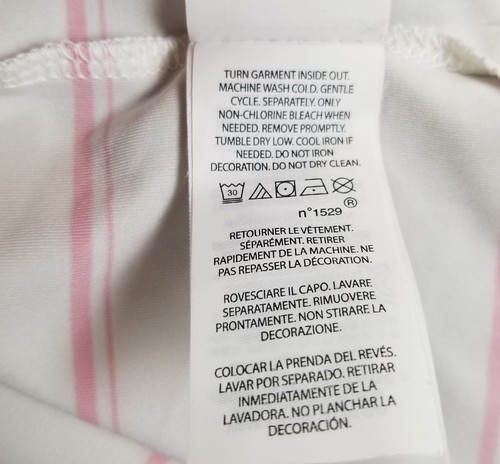 TURN GARMENT INSIDE OUT.
MACHINE WASH COLD. GENTLE
CYCLE. SEPARATELY. ONLY
NON-CHLORINE BLEACH WHEN
NEEDED. REMOVE PROMPTLY.
TUMBLE DRY LOW. COOL IRON IF
NEEDED. DO NOT IRON
DECORATION. DO NOT DRY CLEAN.
30
n°1529 ®
RETOURNER LE VÊTEMENT.
SÉPARÉMENT. RETIRER
RAPIDEMENT DE LA MACHINE. NE
PAS REPASSER LA DÉCORATION.
ROVESCIARE IL CAPO. LAVARE
SEPARATAMENTE. RIMUOVERE
PRONTAMENTE. NON STIRARE LA
DECORAZIONE.
COLOCAR LA PRENDA DEL REVÉS.
LAVAR POR SEPARADO. RETIRAR
INMEDIATAMENTE DE LA
LAVADORA. NO PLANCHAR LA
DECORACIÓN.